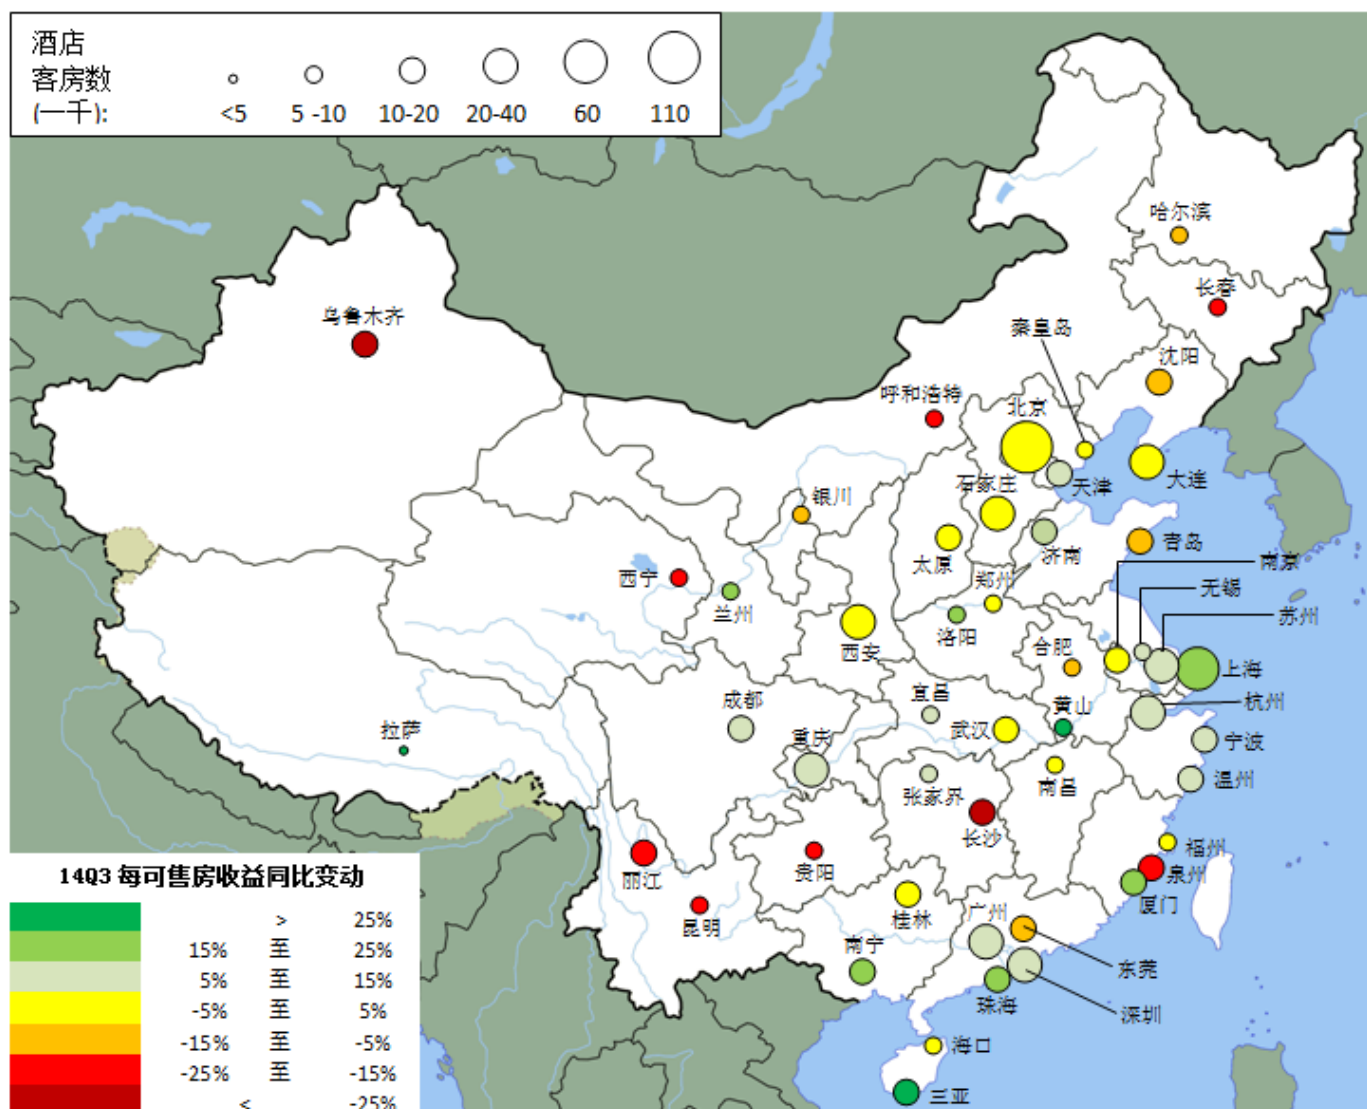 酒店
客房数
(一千):
<5 5 -10 10-20 20-40 60 110
哈尔滨
长春
乌鲁木齐
秦皇岛
沈阳
呼和浩特
北京
大连
天津
石家庄
银川
青岛
济南
太原
南京
郑州
无锡
西宁
兰州
洛阳
苏州
西安
合肥
上海
宜昌
黄山
杭州
成都
武汉
拉萨
重庆
宁波
温州
张家界
南昌
长沙
福州
贵阳
泉州
丽江
厦门
昆明
桂林
广州
南宁
东莞
珠海
深圳
海口
三亚
14Q3 每可售房收益同比变动
> 25%
15% 至 25%
5% 至 15%
-5% 至 5%
-15% 至 -5%
-25% 至 -15%
< -25%